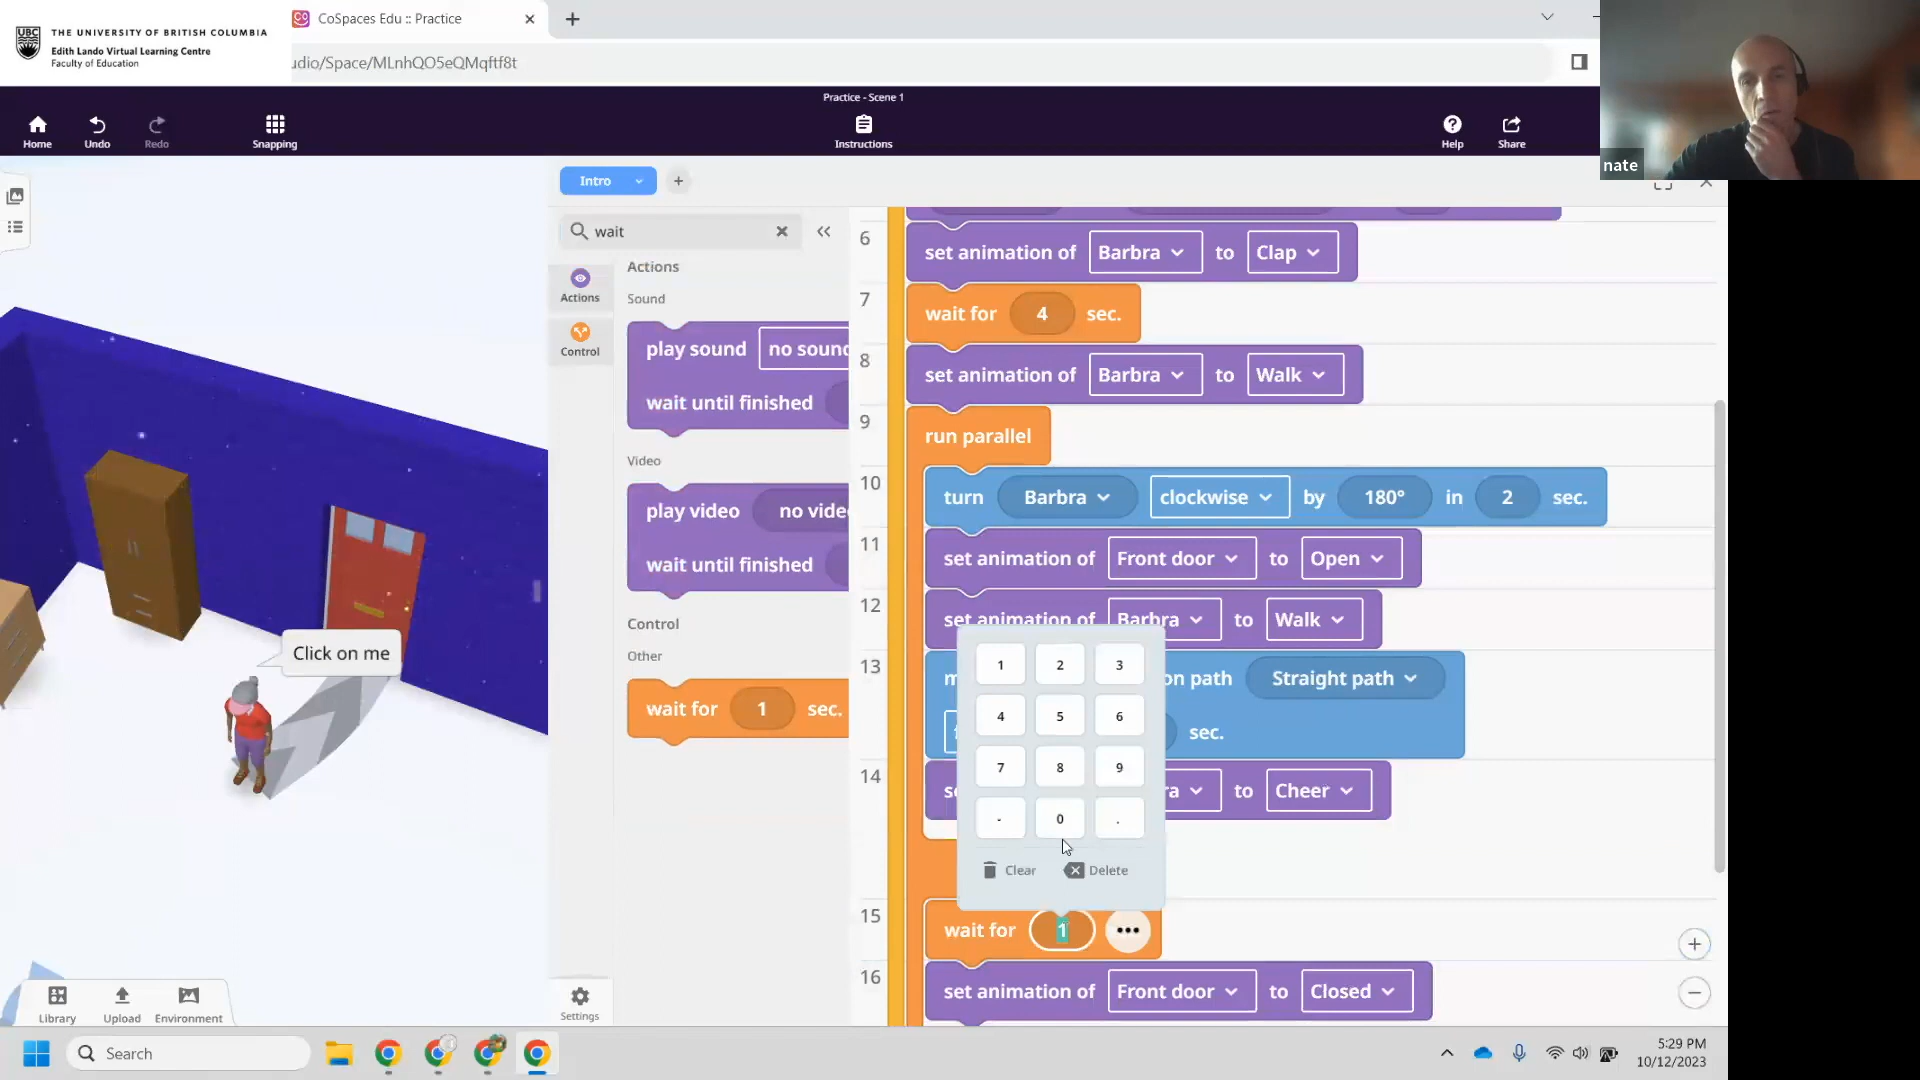 THE UNIVERSITY OF BRITISH COLUMBIA
Edith Lando Virtual Learning Centre
Faculty of Education
UBC
CoSpaces Edu :: Practice
udio/Space/MLnhQO5eQMqftf8t
nate
Practice - Scene 1
Home
Undo
Redo
Snapping
Instructions
Help
Share
Intro
wait
Actions
Control
Actions
Sound
play sound no sound
wait until finished
Video
play video no vide
wait until finished
Control
Other
wait for 1 sec.
Settings
Click on me
Library
Upload
Environment
6 set animation of Barbra to Clap
7 wait for 4 sec.
8 set animation of Barbra to Walk
9 run parallel
10 turn Barbra clockwise by 180° in 2 sec.
11 set animation of Front door to Open
12 set animation of Barbra to Walk
13 on path Straight path
sec.
14 to Cheer
1 2 3
4 5 6
7 8 9
- 0 .
Clear Delete
15 wait for 1
16 set animation of Front door to Closed
Search
5:29 PM
10/12/2023